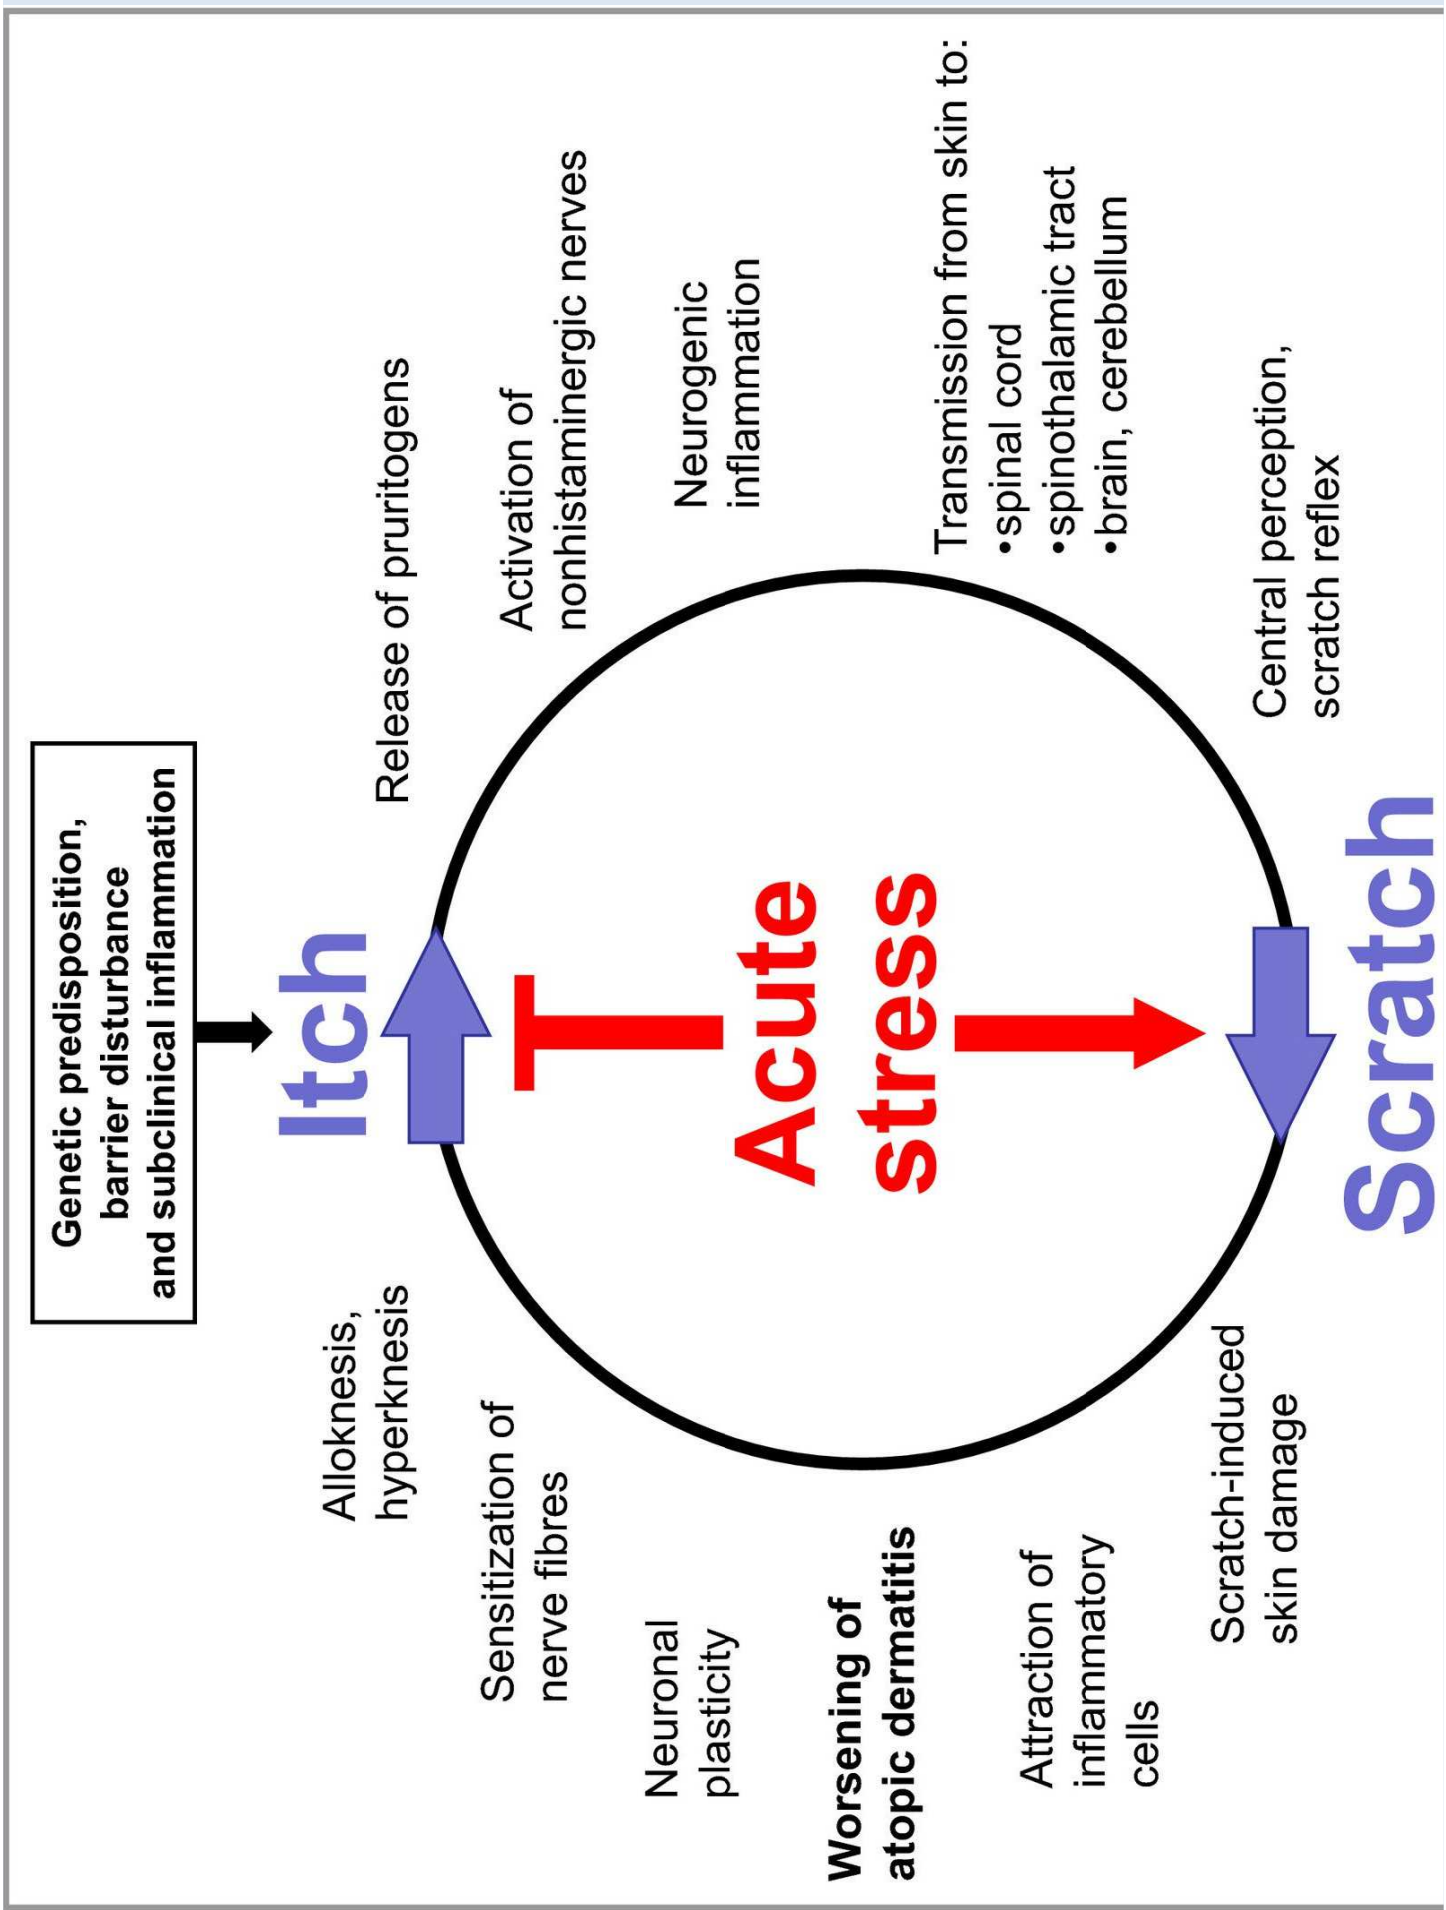 Genetic predisposition,
barrier disturbance
and subclinical inflammation
Itch
Release of pruritogens
Activation of
nonhistaminergic nerves
Neurogenic
inflammation
Transmission from skin to:
•spinal cord
•spinothalamic tract
•brain, cerebellum
Central perception,
scratch reflex
Scratch
Scratch-induced
skin damage
Attraction of
inflammatory
cells
Worsening of
atopic dermatitis
Neuronal
plasticity
Sensitization of
nerve fibres
Alloknesis,
hyperknesis
Acute
stress